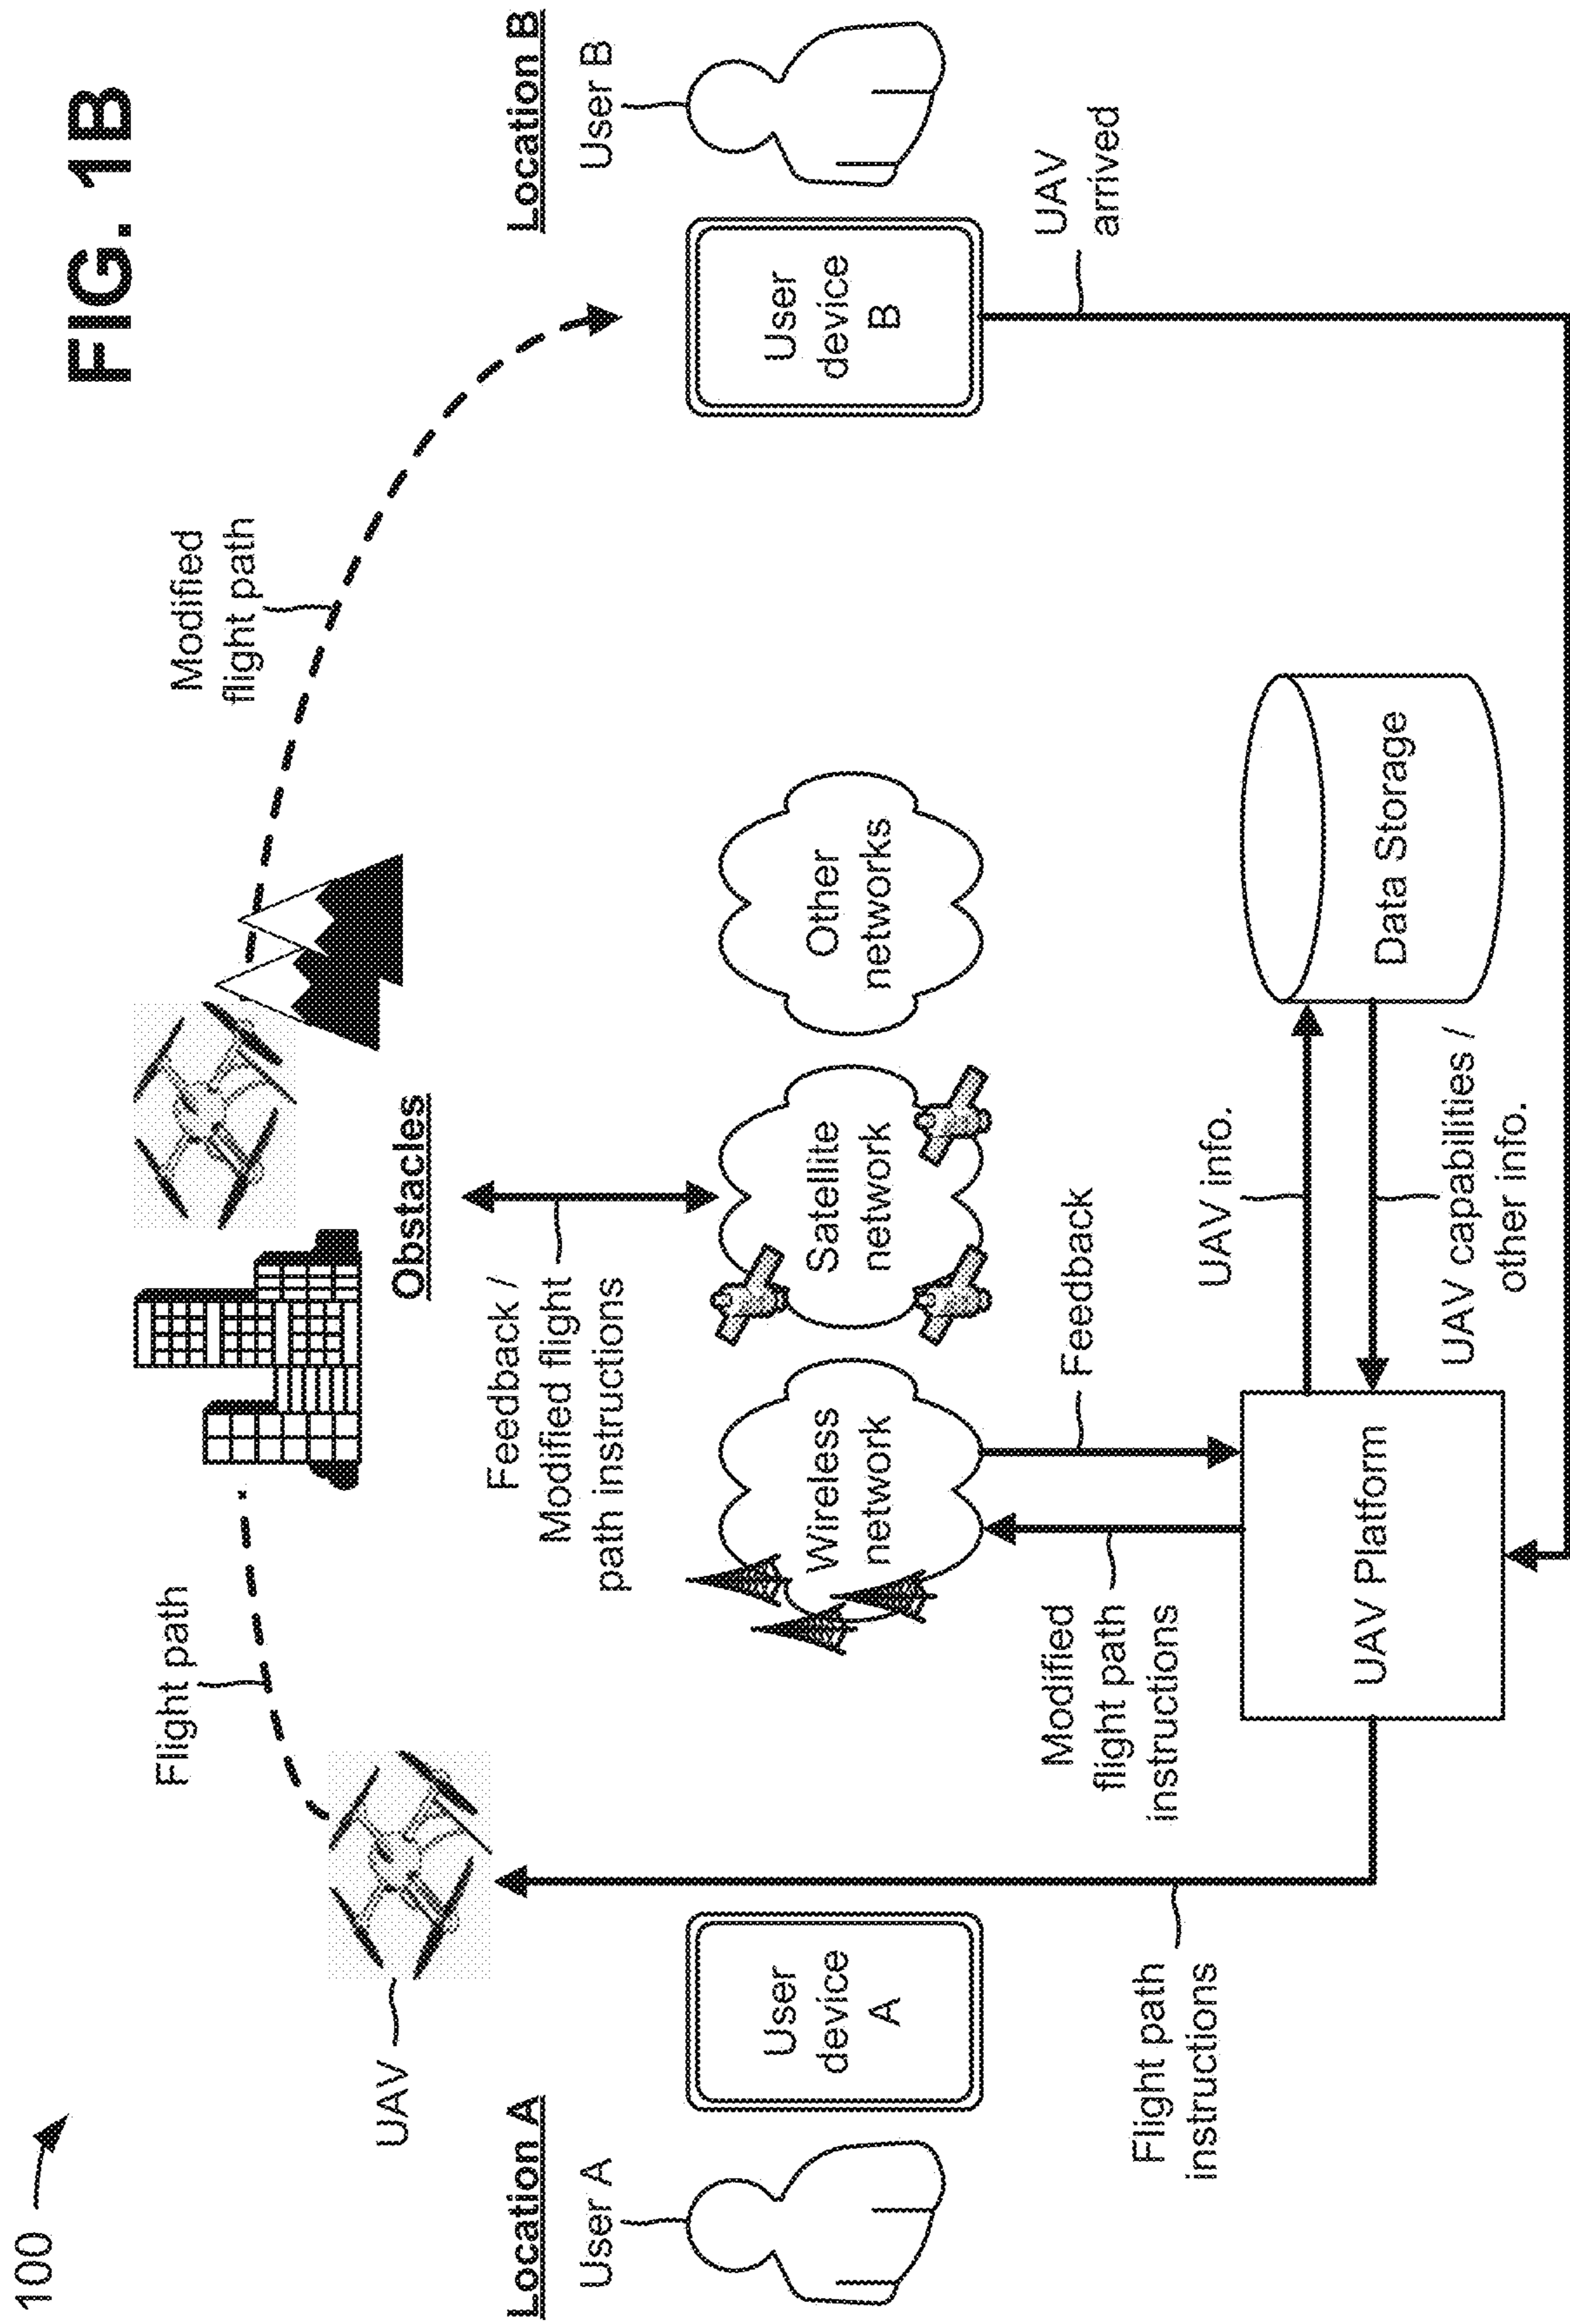 100
FIG. 1B
Flight path
Modified
flight path
UAV
Obstacles
Location A
User A
Location B
User B
Feedback /
Modified flight
path instructions
User
device
A
Wireless
network
Satellite
network
Other
networks
User
device
B
Flight path
instructions
Modified
flight path
instructions
Feedback
UAV
arrived
UAV info.
UAV Platform
Data Storage
UAV capabilities /
other info.